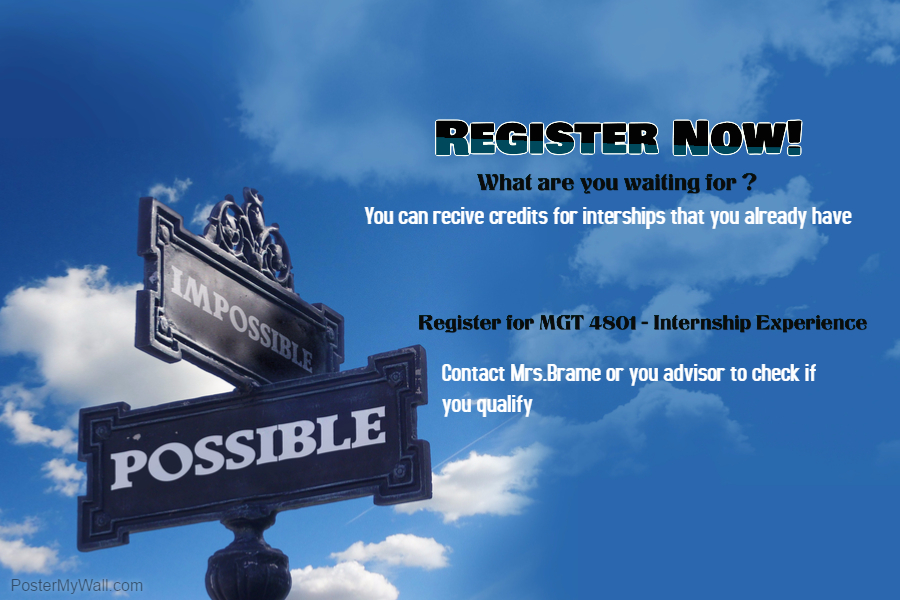 REGISTER NOW!
What are you waiting for ?
You can recive credits for interships that you already have
IMPOSSIBLE
Register for MGT 4801 - Internship Experience
Contact Mrs.Brame or you advisor to check if
you qualify
POSSIBLE
PosterMyWall.com